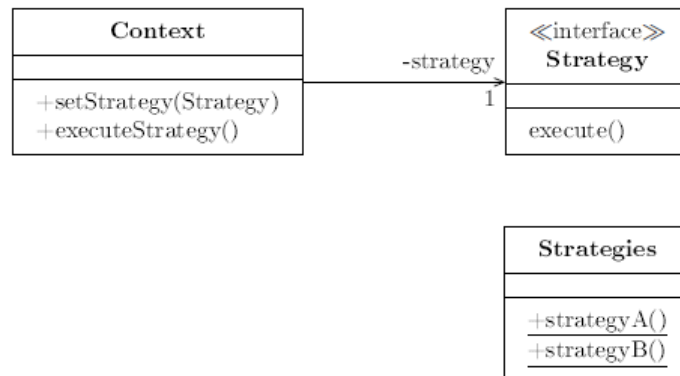 Context
+setStrategy(Strategy)
+executeStrategy()
-strategy
1
≪interface≫
Strategy
execute()
Strategies
+strategyA()
+strategyB()